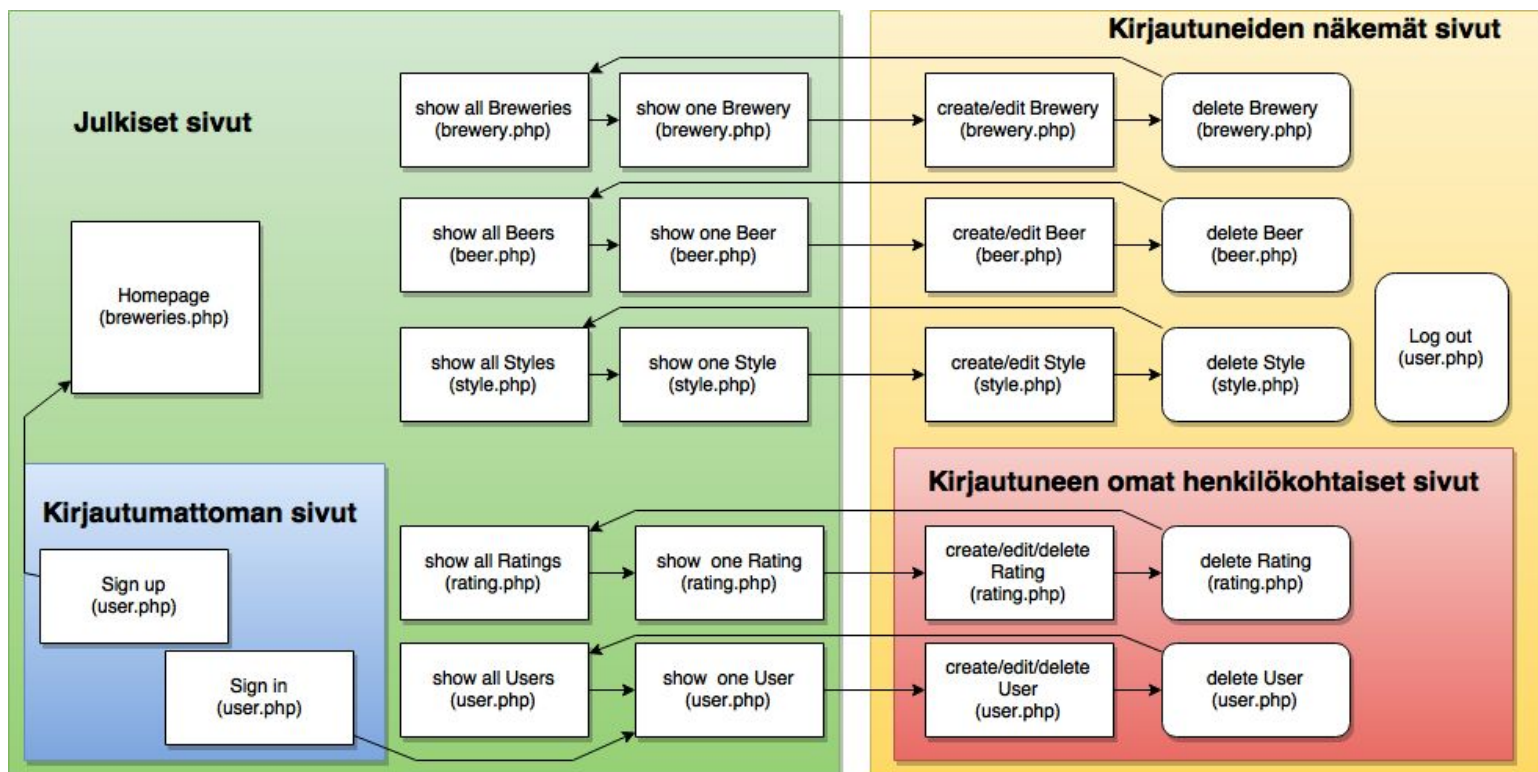 Kirjautuneiden näkemät sivut
Julkiset sivut
show all Breweries
(brewery.php)
show one Brewery
(brewery.php)
create/edit Brewery
(brewery.php)
delete Brewery
(brewery.php)
show all Beers
(beer.php)
show one Beer
(beer.php)
create/edit Beer
(beer.php)
delete Beer
(beer.php)
Homepage
(breweries.php)
show all Styles
(style.php)
show one Style
(style.php)
create/edit Style
(style.php)
delete Style
(style.php)
Log out
(user.php)
Kirjautumattoman sivut
Kirjautuneen omat henkilökohtaiset sivut
Sign up
(user.php)
show all Ratings
(rating.php)
show one Rating
(rating.php)
create/edit/delete
Rating
(rating.php)
delete Rating
(rating.php)
Sign in
(user.php)
show all Users
(user.php)
show one User
(user.php)
create/edit/delete
User
(user.php)
delete User
(user.php)